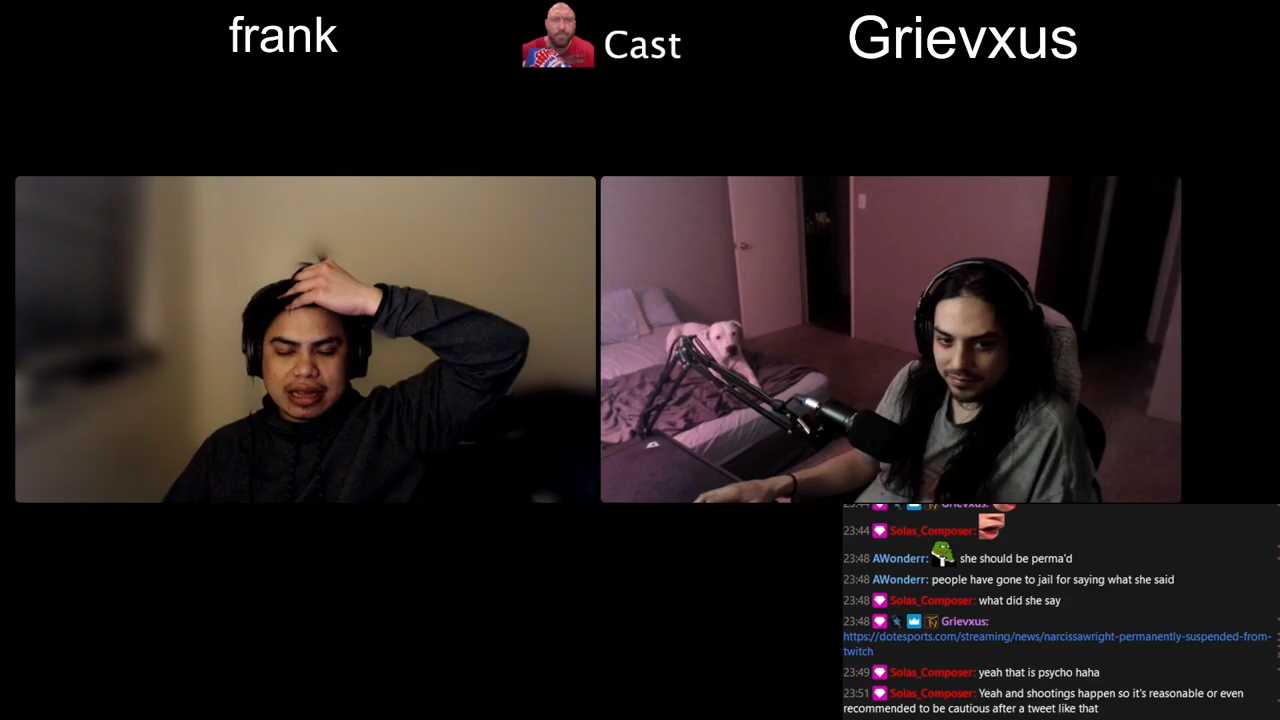 frank
Cast
Grievxus
23:44 Grievxus:
23:44 Solas_Composer:
23:48 AWonderr: she should be perma'd
23:48 AWonderr: people have gone to jail for saying what she said
23:48 Solas_Composer: what did she say
23:48 Grievxus:
https://dotesports.com/streaming/news/narcissawright-permanently-suspended-from-
twitch
23:49 Solas_Composer: yeah that is psycho haha
23:51 Solas_Composer: Yeah and shootings happen so it's reasonable or even
recommended to be cautious after a tweet like that